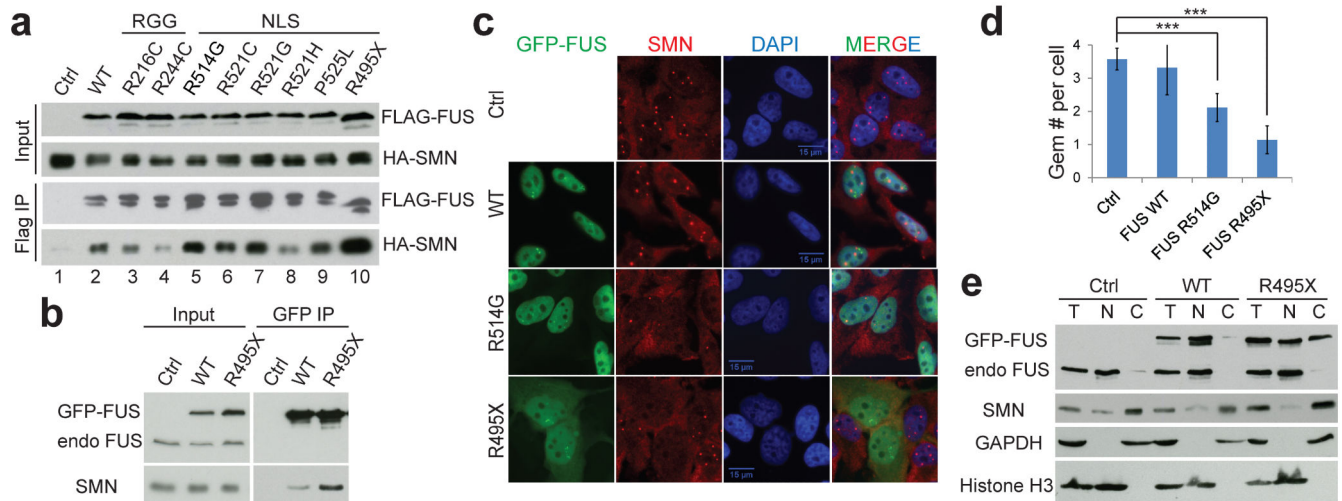 a
RGG NLS
Ctrl WT R216C R244C R514G R521C R521G R521H P525L R495X
Input
FLAG-FUS
HA-SMN
Flag IP
FLAG-FUS
HA-SMN
1 2 3 4 5 6 7 8 9 10
b
Input GFP IP
Ctrl WT R495X Ctrl WT R495X
GFP-FUS
endo FUS
SMN
c
GFP-FUS SMN DAPI MERGE
Ctrl
15 µm
WT
15 µm
R514G
15 µm
R495X
15 µm
d
***
***
Gem # per cell
4
3
2
1
0
Ctrl
FUS WT
FUS R514G
FUS R495X
e
Ctrl WT R495X
T N C T N C T N C
GFP-FUS
endo FUS
SMN
GAPDH
Histone H3